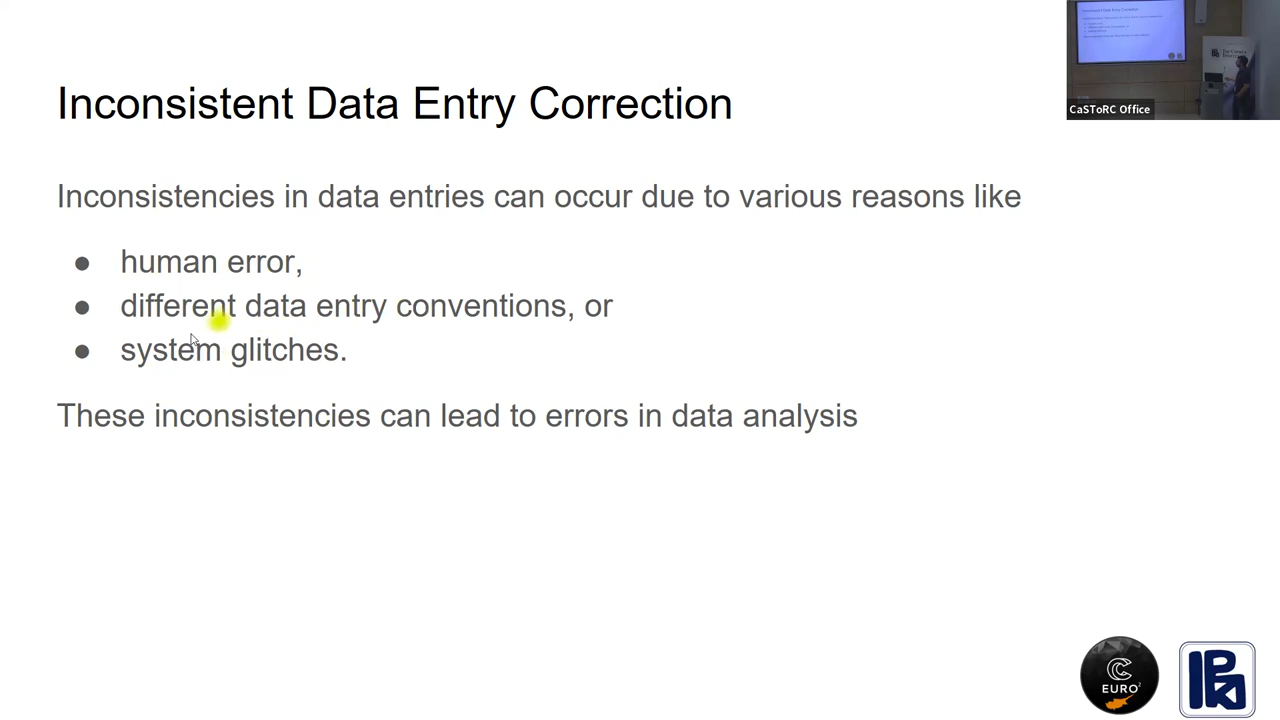 Inconsistent Data Entry Correction
CaSToRC Office
Inconsistencies in data entries can occur due to various reasons like
● human error,
● different data entry conventions, or
● system glitches.
These inconsistencies can lead to errors in data analysis
C
EURO²